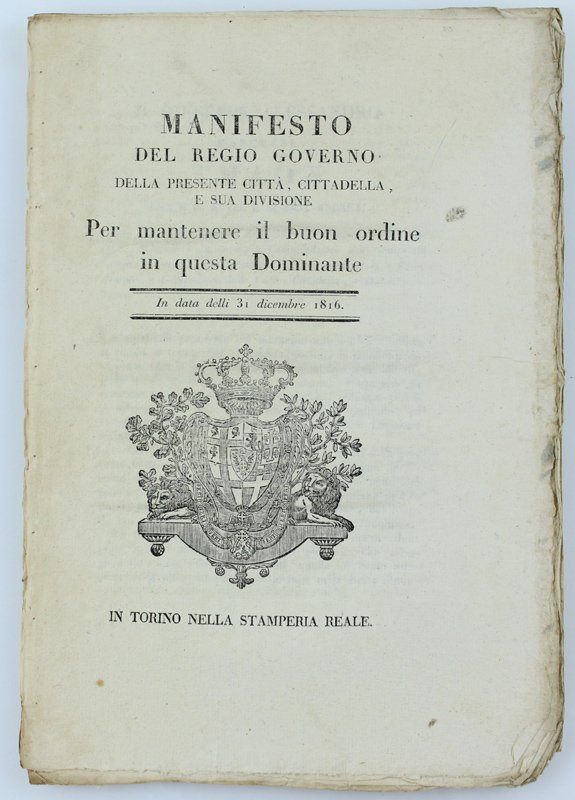 MANIFESTO
DEL REGIO GOVERNO
DELLA PRESENTE CITTÀ, CITTADELLA,
E SUA DIVISIONE
Per mantenere il buon ordine
in questa Dominante
In data delli 31 dicembre 1816.
IN TORINO NELLA STAMPERIA REALE.